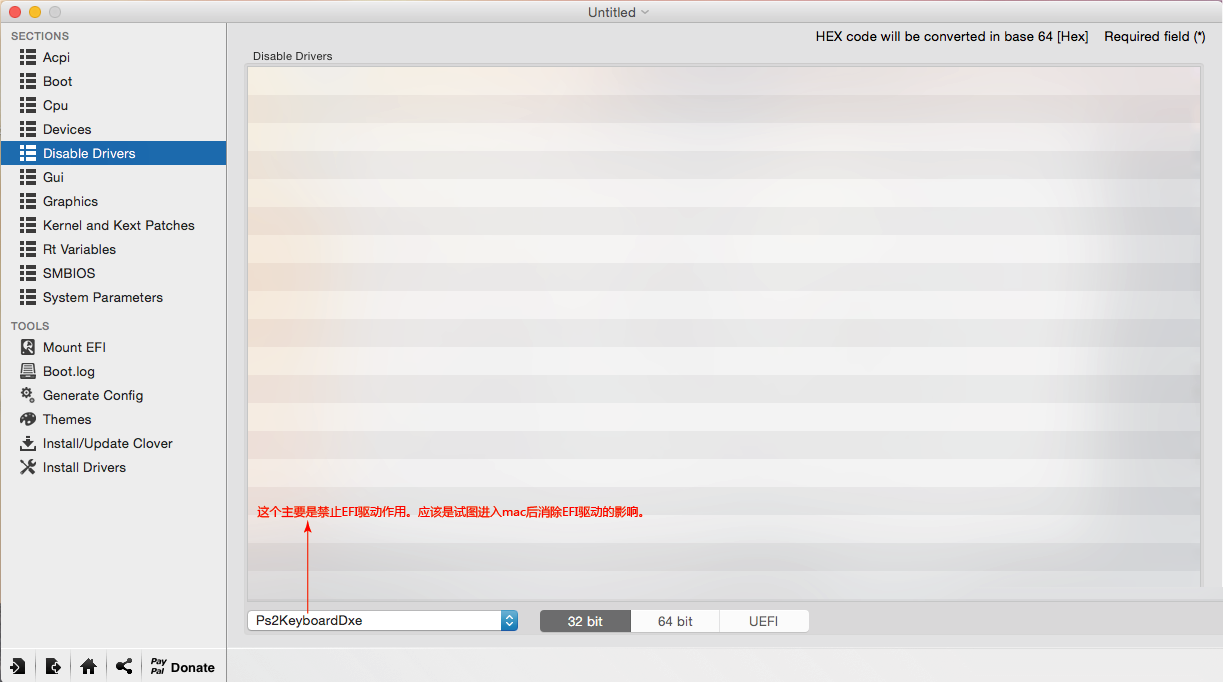 Untitled
SECTIONS
HEX code will be converted in base 64 [Hex] Required field (*)
Acpi
Boot
Cpu
Devices
Disable Drivers
Gui
Graphics
Kernel and Kext Patches
Rt Variables
SMBIOS
System Parameters
TOOLS
Mount EFI
Boot.log
Generate Config
Themes
Install/Update Clover
Install Drivers
Disable Drivers
这个主要是禁止EFI驱动作用。应该是试图进入mac后消除EFI驱动的影响。
Ps2KeyboardDxe
32 bit 64 bit UEFI
Pay
Pal
Donate